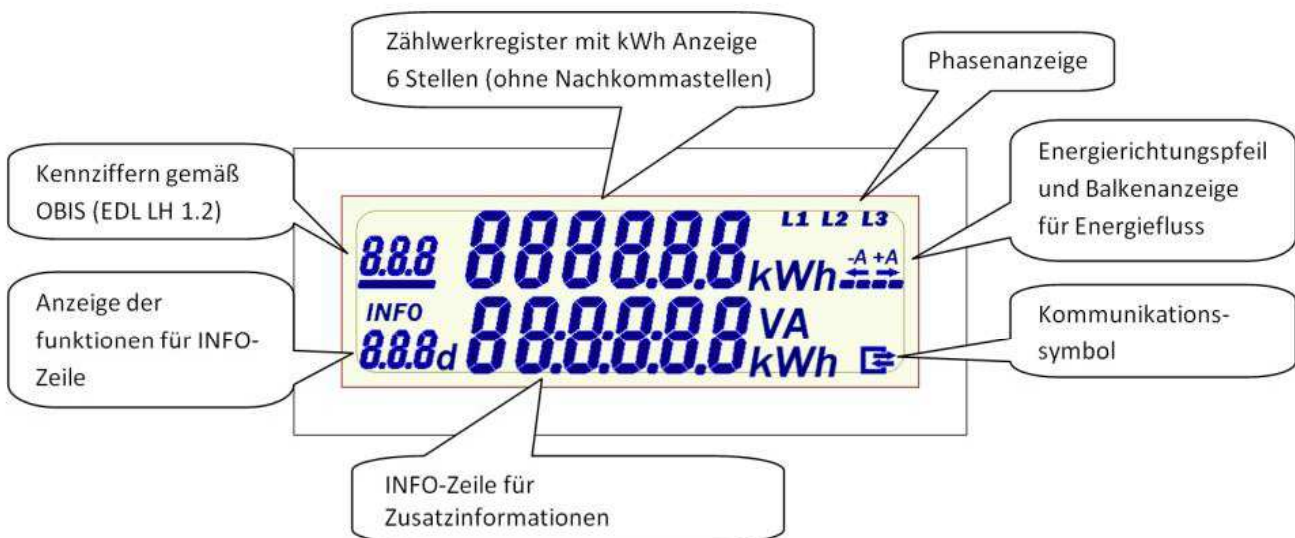 Zählwerkregister mit kWh Anzeige
6 Stellen (ohne Nachkommastellen)
Phasenanzeige
Kennziffern gemäß
OBIS (EDL LH 1.2)
Energierichtungspfeil
und Balkenanzeige
für Energiefluss
L1 L2 L3
8.8.8
888888.8.8
kWh
-A +A
Anzeige der
funktionen für INFO-
Zeile
INFO
8.8.8d
88:8:8.8.8
VA
kWh
Kommunikations-
symbol
INFO-Zeile für
Zusatzinformationen